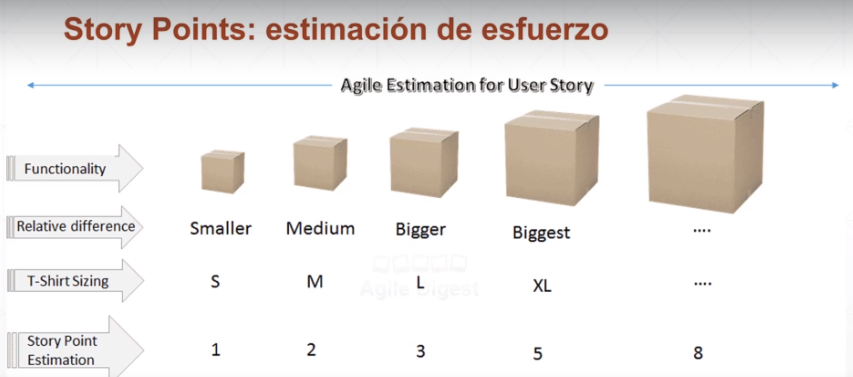 Story Points: estimación de esfuerzo
Agile Estimation for User Story
Functionality
Relative difference Smaller Medium Bigger Biggest ....
T-Shirt Sizing S M L XL ....
Agile Digest
Story Point
Estimation 1 2 3 5 8